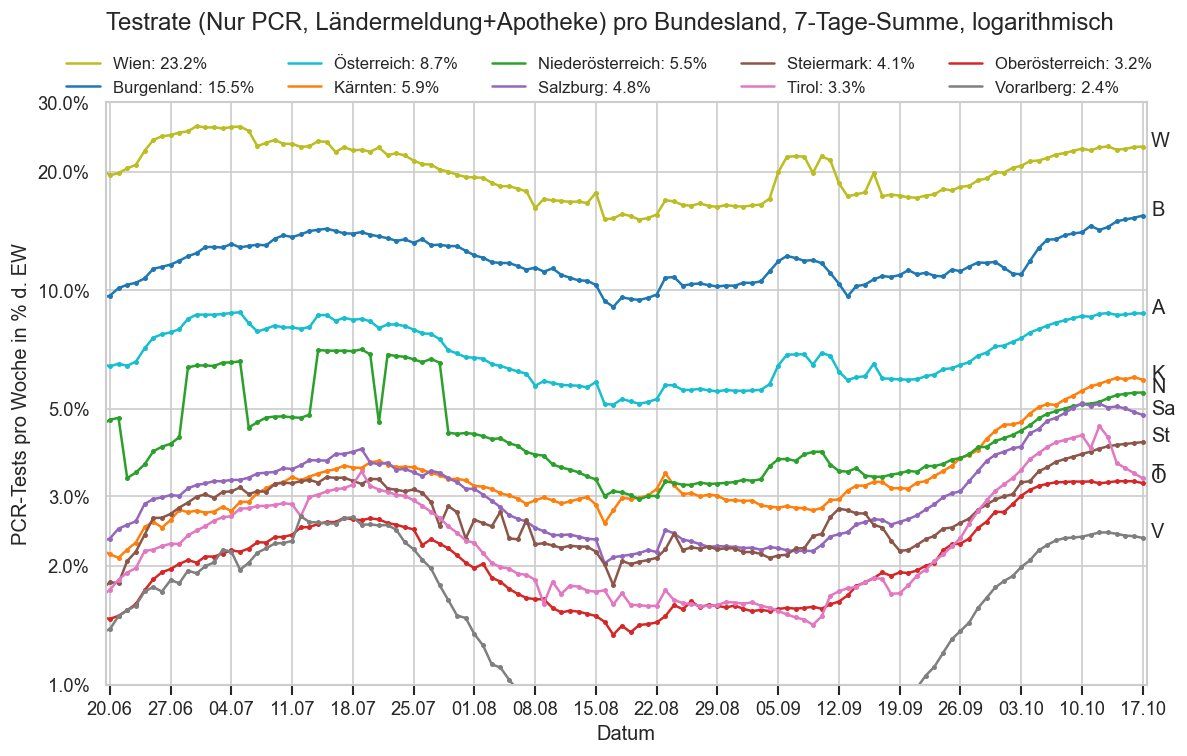 Testrate (Nur PCR, Ländermeldung+Apotheke) pro Bundesland, 7-Tage-Summe, logarithmisch
Wien: 23.2% Österreich: 8.7% Niederösterreich: 5.5% Steiermark: 4.1% Oberösterreich: 3.2%
Burgenland: 15.5% Kärnten: 5.9% Salzburg: 4.8% Tirol: 3.3% Vorarlberg: 2.4%
PCR-Tests pro Woche in % d. EW
30.0%
20.0%
10.0%
5.0%
3.0%
2.0%
1.0%
W
B
A
K
N
Sa
St
T
O
V
20.06 27.06 04.07 11.07 18.07 25.07 01.08 08.08 15.08 22.08 29.08 05.09 12.09 19.09 26.09 03.10 10.10 17.10
Datum